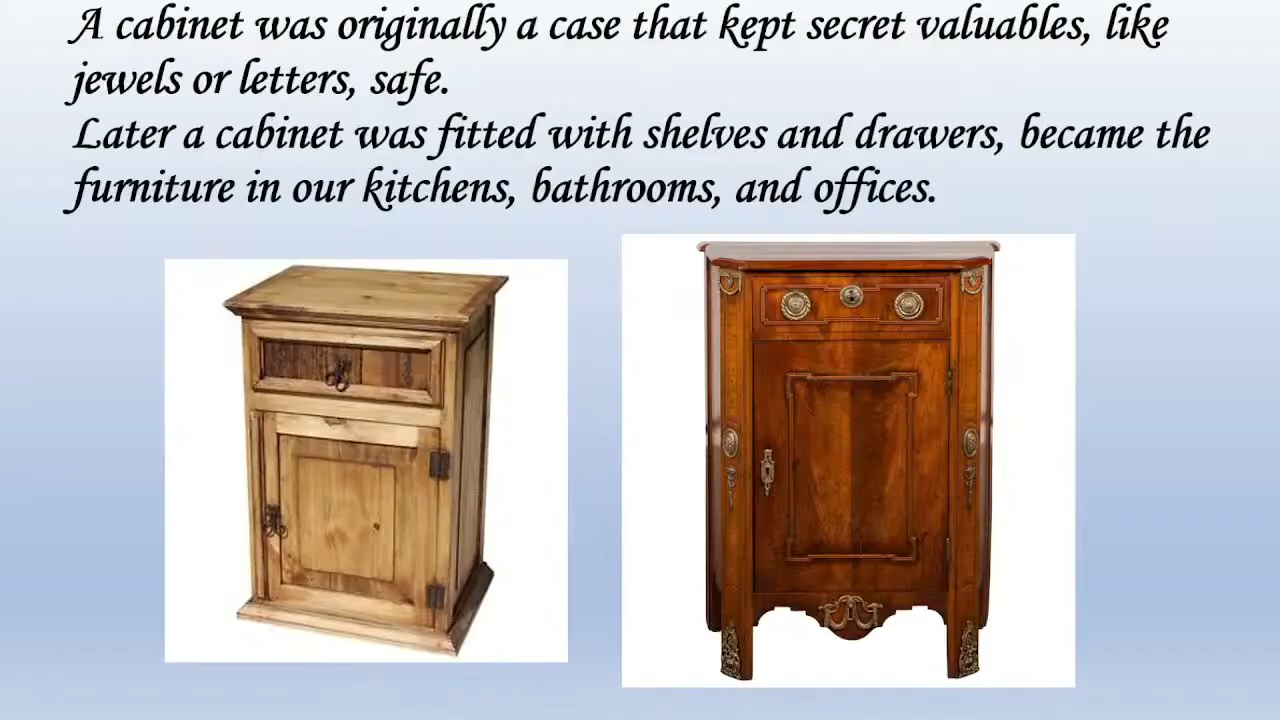 A cabinet was originally a case that kept secret valuables, like
jewels or letters, safe.
Later a cabinet was fitted with shelves and drawers, became the
furniture in our kitchens, bathrooms, and offices.